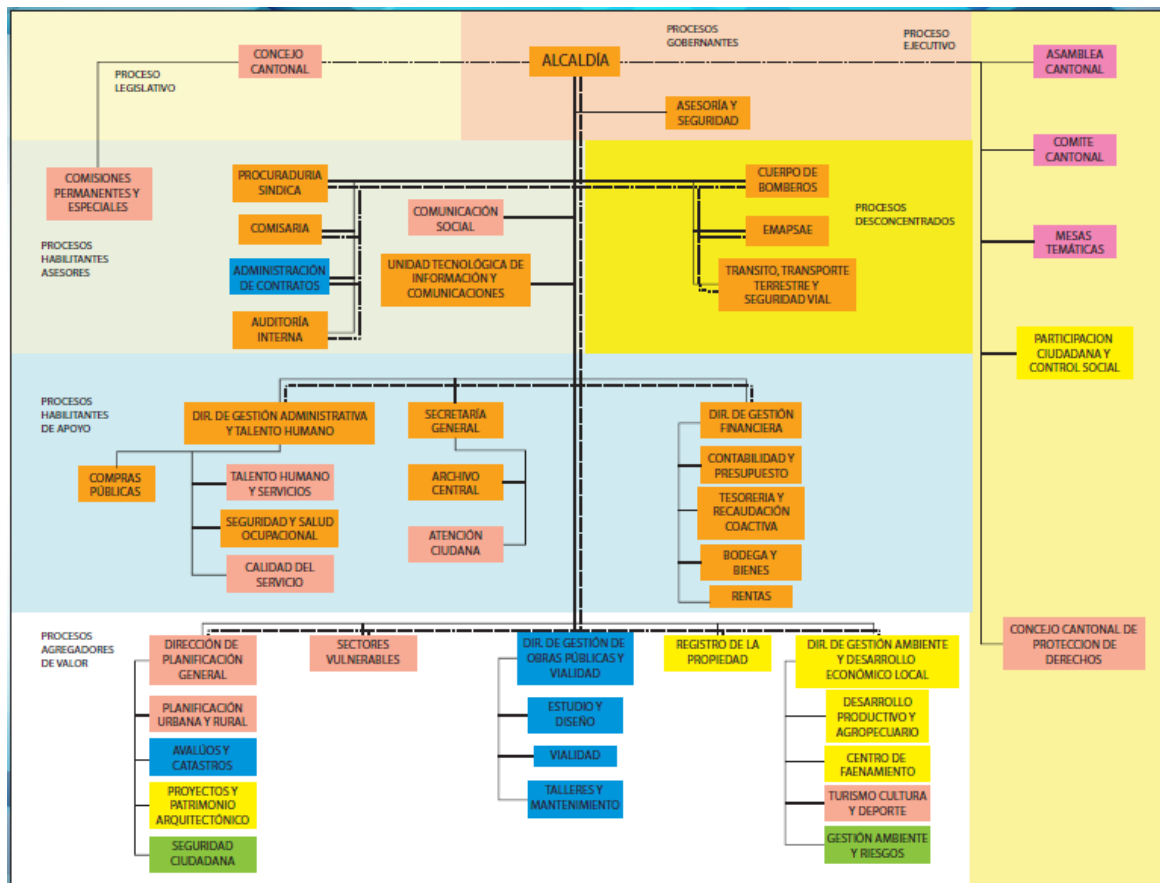 PROCESOS
GOBERNANTES
PROCESO
EJECUTIVO
CONCEJO
CANTONAL
ALCALDÍA
ASAMBLEA
CANTONAL
PROCESO
LEGISLATIVO
ASESORÍA Y
SEGURIDAD
COMITE
CANTONAL
COMISIONES
PERMANENTES Y
ESPECIALES
PROCURADURIA
SINDICA
CUERPO DE
BOMBEROS
COMUNICACIÓN
SOCIAL
PROCESOS
DESCONCENTRADOS
COMISARIA
EMAPSAE
MESAS
TEMÁTICAS
PROCESOS
HABILITANTES
ASESORES
ADMINISTRACIÓN
DE CONTRATOS
UNIDAD TECNOLÓGICA DE
INFORMACIÓN Y
COMUNICACIONES
TRANSITO, TRANSPORTE
TERRESTRE Y
SEGURIDAD VIAL
AUDITORÍA
INTERNA
PARTICIPACION
CIUDADANA Y
CONTROL SOCIAL
PROCESOS
HABILITANTES
DE APOYO
DIR. DE GESTIÓN ADMINISTRATIVA
Y TALENTO HUMANO
SECRETARÍA
GENERAL
DIR. DE GESTIÓN
FINANCIERA
COMPRAS
PÚBLICAS
TALENTO HUMANO
Y SERVICIOS
ARCHIVO
CENTRAL
CONTABILIDAD Y
PRESUPUESTO
SEGURIDAD Y SALUD
OCUPACIONAL
TESORERIA Y
RECAUDACIÓN
COACTIVA
ATENCIÓN
CIUDANA
CALIDAD DEL
SERVICIO
BODEGA Y
BIENES
RENTAS
PROCESOS
AGREGADORES
DE VALOR
DIRECCIÓN DE
PLANIFICACIÓN
GENERAL
SECTORES
VULNERABLES
DIR. DE GESTIÓN DE
OBRAS PÚBLICAS Y
VIALIDAD
REGISTRO DE LA
PROPIEDAD
DIR. DE GESTIÓN AMBIENTE
Y DESARROLLO
ECONÓMICO LOCAL
CONCEJO CANTONAL DE
PROTECCION DE
DERECHOS
PLANIFICACIÓN
URBANA Y RURAL
ESTUDIO Y
DISEÑO
DESARROLLO
PRODUCTIVO Y
AGROPECUARIO
AVALÚOS Y
CATASTROS
VIALIDAD
CENTRO DE
FAENAMIENTO
PROYECTOS Y
PATRIMONIO
ARQUITECTÓNICO
TALLERES Y
MANTENIMIENTO
TURISMO CULTURA
Y DEPORTE
SEGURIDAD
CIUDADANA
GESTIÓN AMBIENTE
Y RIESGOS